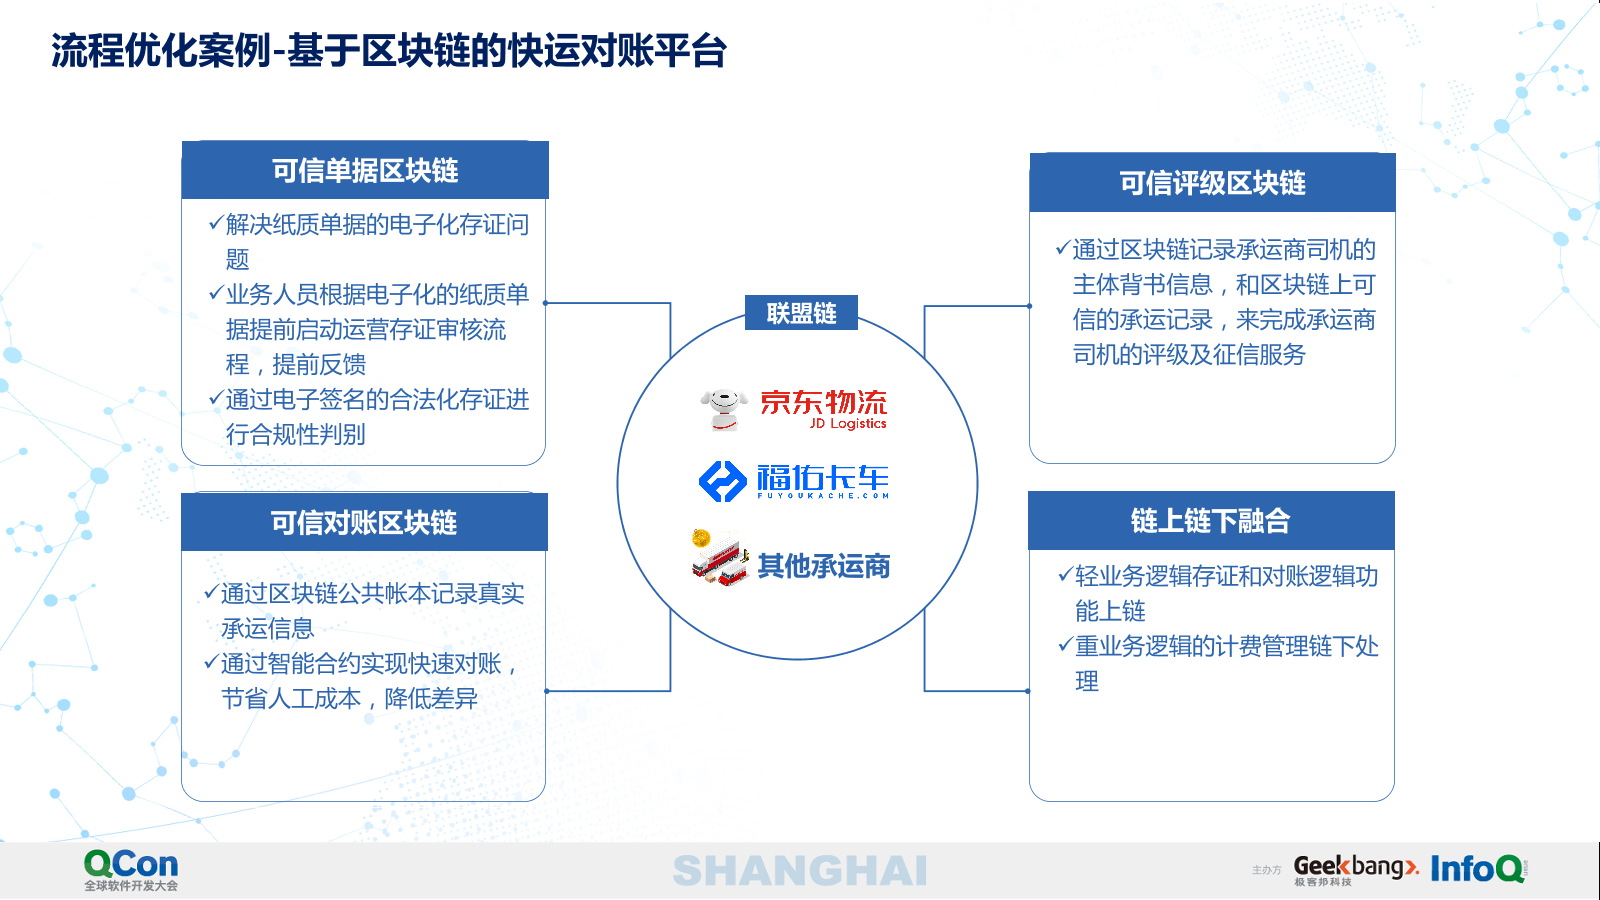 流程优化案例-基于区块链的快运对账平台
可信单据区块链
✓解决纸质单据的电子化存证问
题
✓业务人员根据电子化的纸质单
据提前启动运营存证审核流
程，提前反馈
✓通过电子签名的合法化存证进
行合规性判别
可信对账区块链
✓通过区块链公共帐本记录真实
承运信息
✓通过智能合约实现快速对账，
节省人工成本，降低差异
联盟链
京东物流
JD Logistics
福佑卡车
FUYOUKACHE.COM
其他承运商
可信评级区块链
✓通过区块链记录承运商司机的
主体背书信息，和区块链上可
信的承运记录，来完成承运商
司机的评级及征信服务
链上链下融合
✓轻业务逻辑存证和对账逻辑功
能上链
✓重业务逻辑的计费管理链下处
理
QCon
全球软件开发大会
SHANGHAI
主办方
Geekbang>.
极客邦科技
InfoQ